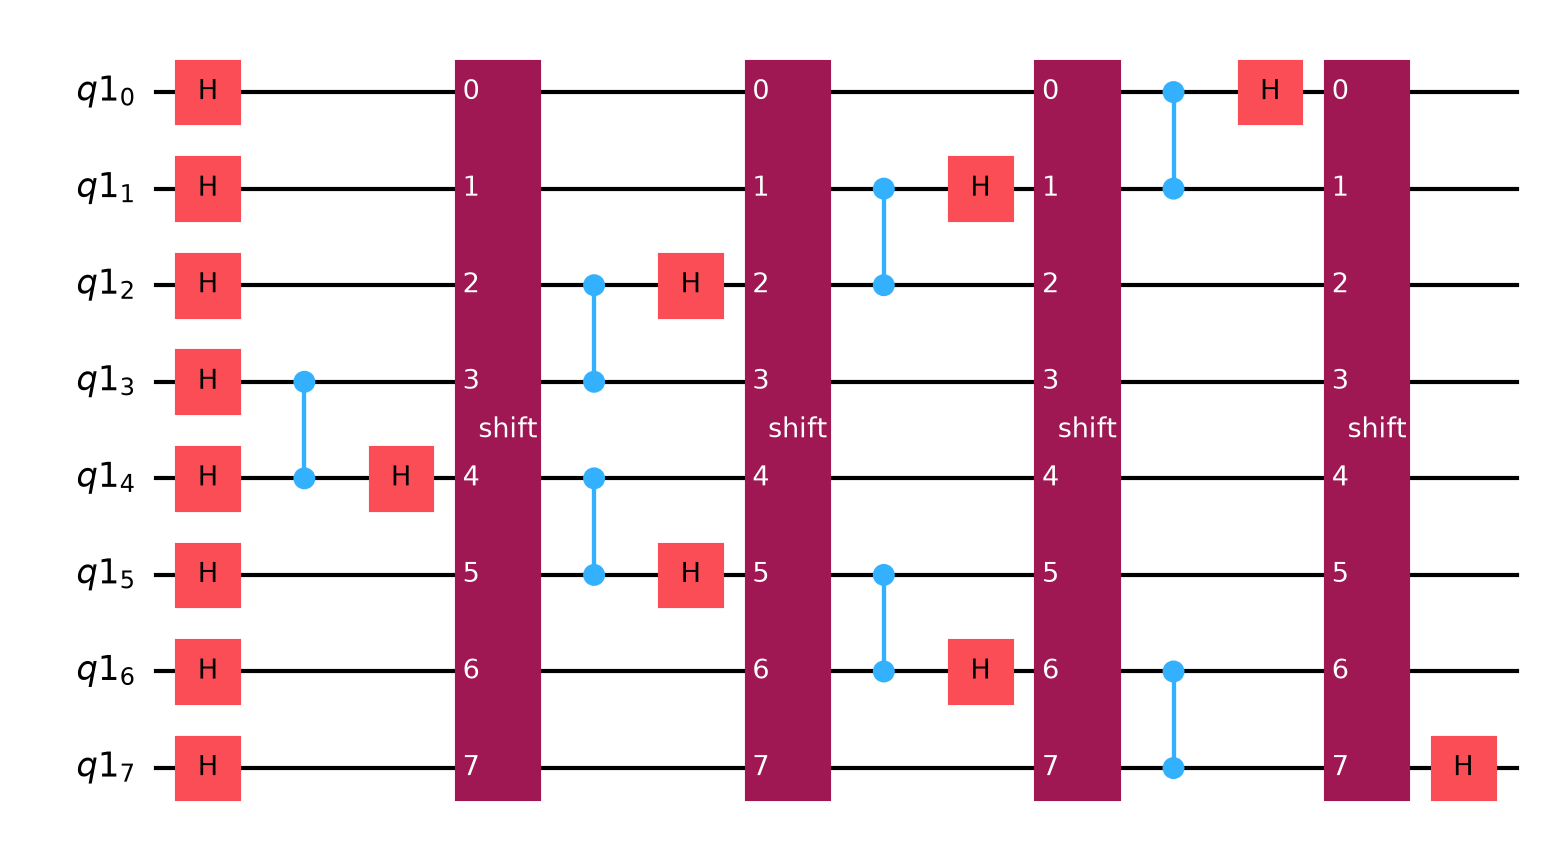 q1₀ H 0 0 0 H 0
q1₁ H 1 1 H 1 1
q1₂ H 2 H 2 2 2
q1₃ H 3 3 3 3
shift shift shift shift
q1₄ H H 4 4 4 4
q1₅ H 5 H 5 5 5
q1₆ H 6 6 H 6 6
q1₇ H 7 7 7 7 H